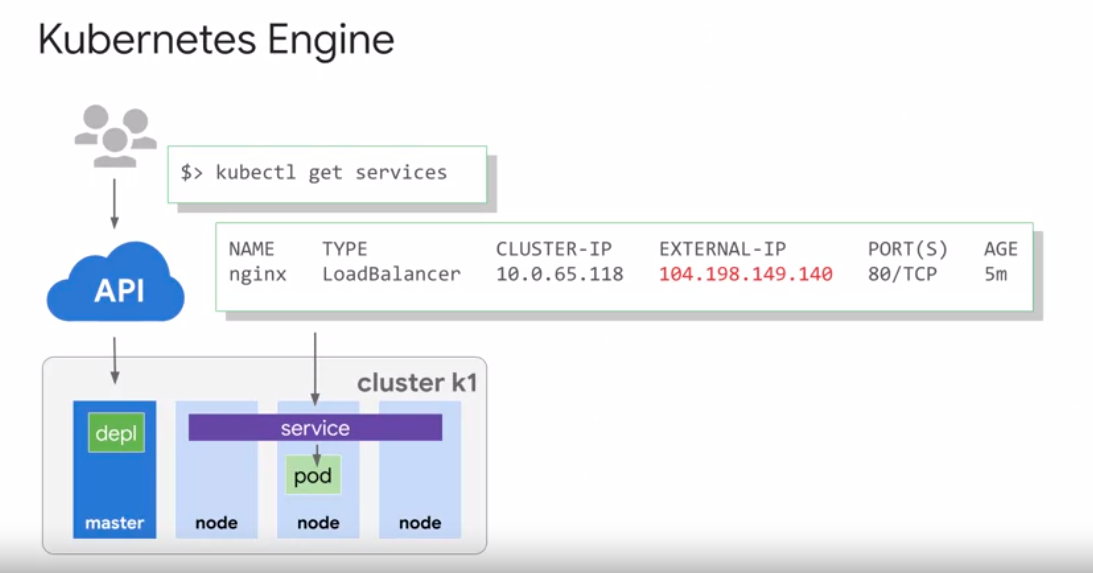 Kubernetes Engine
$> kubectl get services
NAME TYPE CLUSTER-IP EXTERNAL-IP PORT(S) AGE
nginx LoadBalancer 10.0.65.118 104.198.149.140 80/TCP 5m
API
cluster k1
depl
service
pod
master
node
node
node